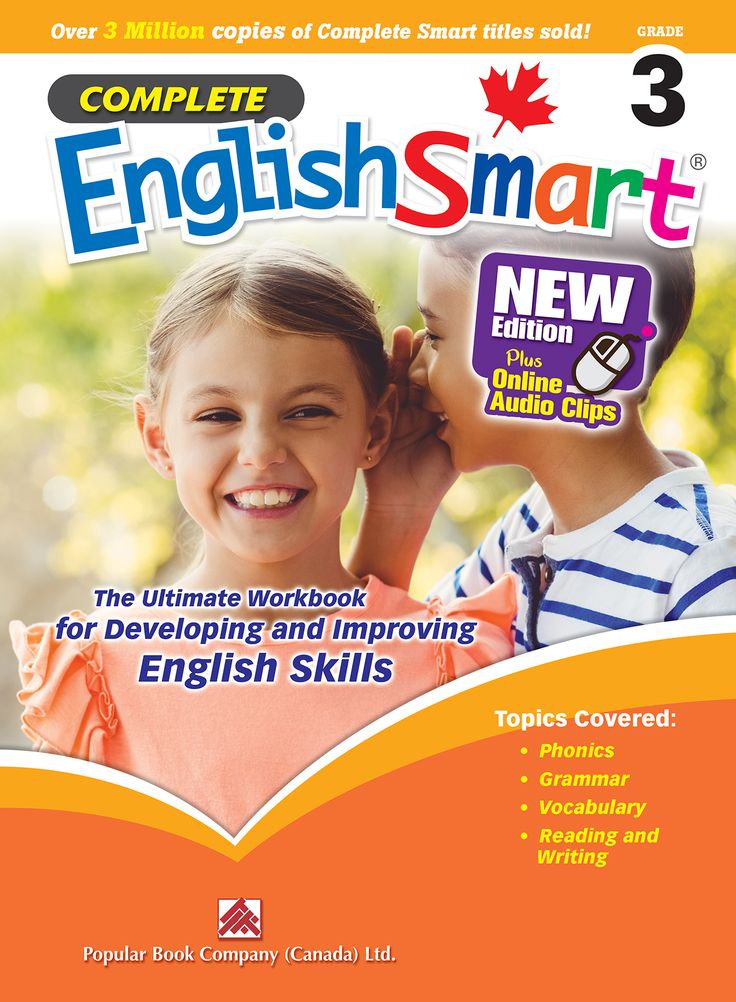 Over 3 Million copies of Complete Smart titles sold!
GRADE
3
COMPLETE
EnglishSmart®
NEW
Edition
Plus
Online
Audio Clips
The Ultimate Workbook
for Developing and Improving
English Skills
Topics Covered:
• Phonics
• Grammar
• Vocabulary
• Reading and
Writing
Popular Book Company (Canada) Ltd.